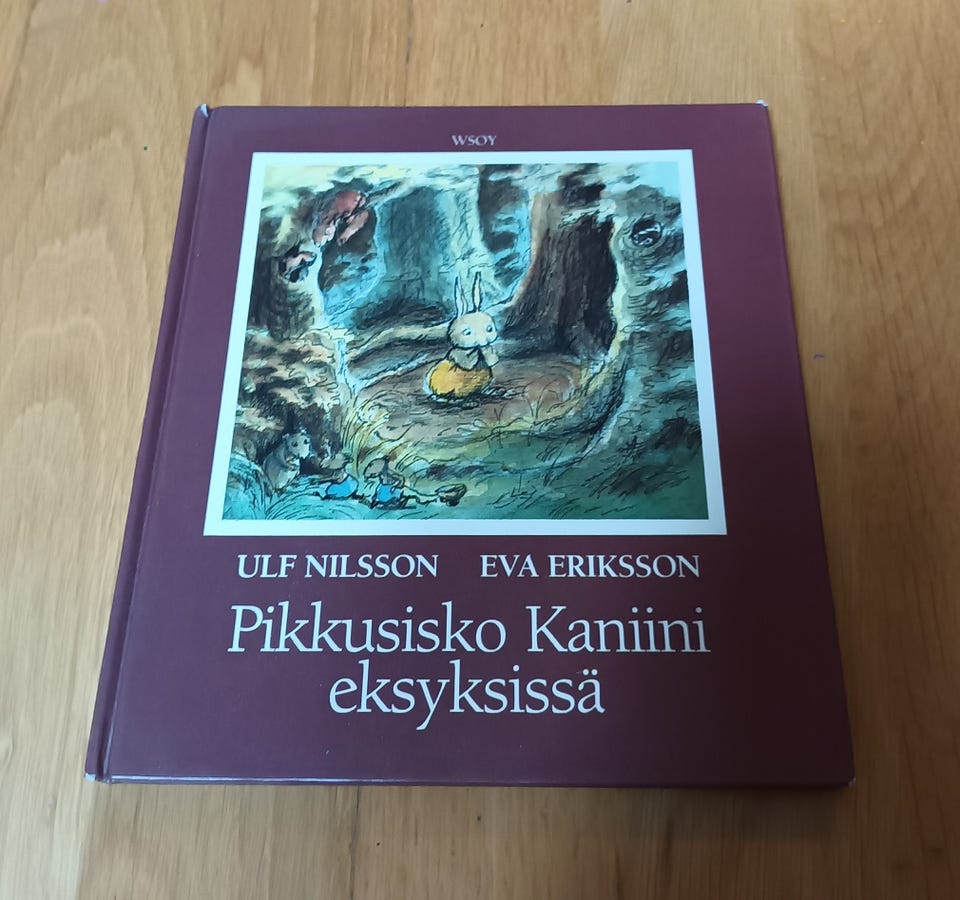 WSOY
ULF NILSSON EVA ERIKSSON
Pikkusisko Kaniini
eksyksissä